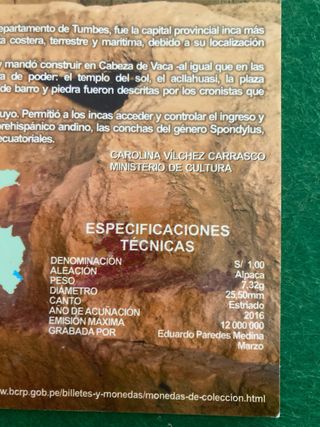 epartamento de Tumbes, fue la capital provincial inca más
a costera, terrestre y marítima, debido a su localización
mandó construir en Cabeza de Vaca -al igual que en las
a de poder: el templo del sol, el acllahuasi, la plaza
de barro y piedra fueron descritas por los cronistas que
uyo. Permitió a los incas acceder y controlar el ingreso y
rehispánico andino, las conchas del género Spondylus,
ecuatoriales.
CAROLINA VÍLCHEZ CARRASCO
MINISTERIO DE CULTURA
ESPECIFICACIONES
TÉCNICAS
DENOMINACIÓN S/ 1,00
ALEACIÓN Alpaca
PESO 7,32g
DIÁMETRO 25,50mm
CANTO Estriado
AÑO DE ACUÑACIÓN 2016
EMISIÓN MÁXIMA 12 000 000
GRABADA POR Eduardo Paredes Medina
Marzo
w.bcrp.gob.pe/billetes-y-monedas/monedas-de-coleccion.html